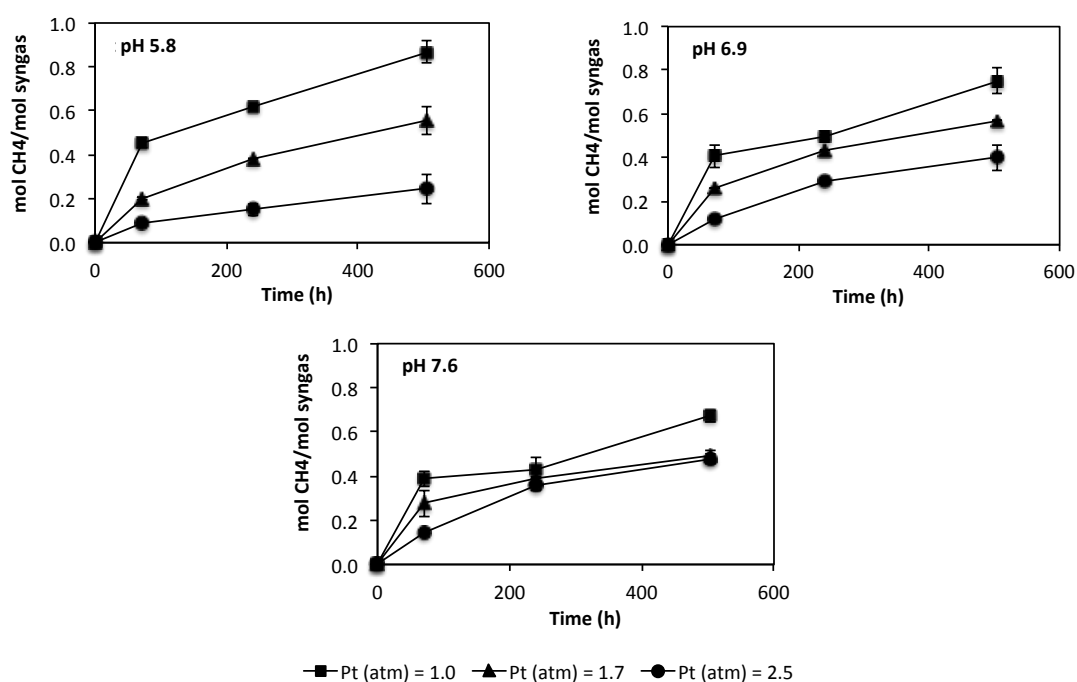 pH 5.8
mol CH4/mol syngas
1.0
0.8
0.6
0.4
0.2
0.0
0 200 400 600
Time (h)
pH 6.9
mol CH4/mol syngas
1.0
0.8
0.6
0.4
0.2
0.0
0 200 400 600
Time (h)
pH 7.6
mol CH4/mol syngas
1.0
0.8
0.6
0.4
0.2
0.0
0 200 400 600
Time (h)
Pt (atm) = 1.0 Pt (atm) = 1.7 Pt (atm) = 2.5